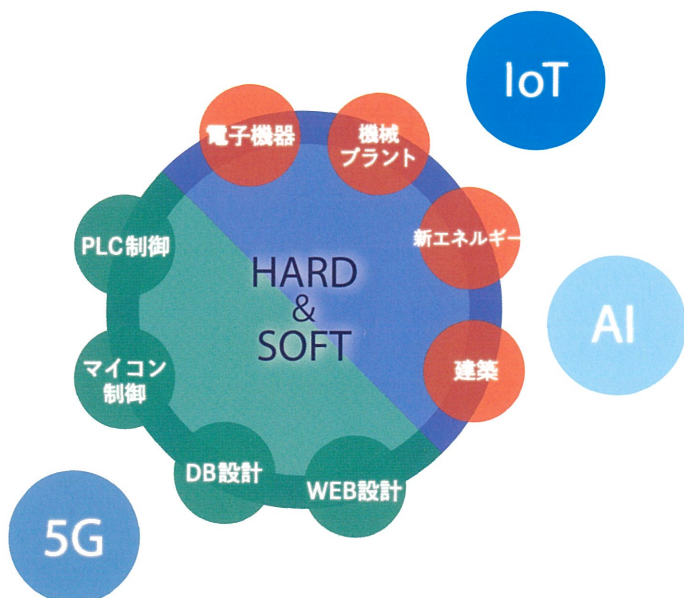 IoT
電子機器
機械
プラント
新エネルギー
PLC制御
HARD
&
SOFT
AI
マイコン
制御
建築
DB設計
WEB設計
5G